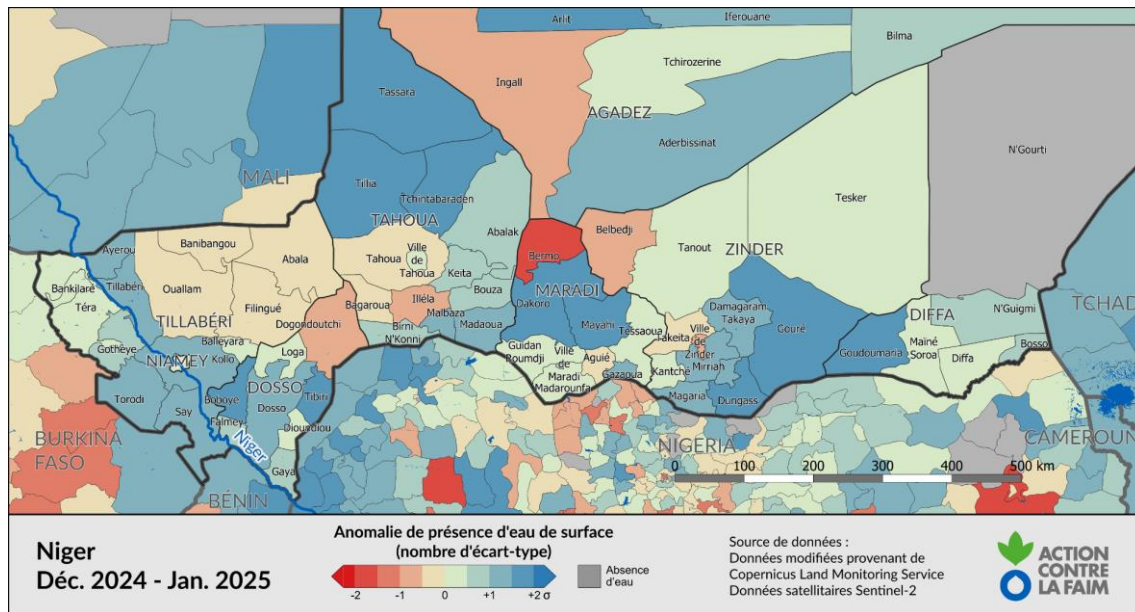 Arlit
Iferouane
Bilma
Ingall
Tchirozerine
Tassara
AGADEZ
N'Gourti
Aderbissinat
MALI
Tillia
Tchintabaraden
Tesker
TAHOUA
Abalak
Belbedji
Ayerou
Banibangou
Abala
Tahoua
Ville
de
Tahoua
Bermo
Tanout
ZINDER
TCHAD
Bankilaré
Tillabéri
Ouallam
Keita
Téra
Filingué
Bagaroua
Illéla
Bouza
MARADI
Dakoro
Damagaram
Takaya
DIFFA
N'Guigmi
TILLABÉRI
Dogondoutchi
Malbaza
Mayahi
Tessaoua
Takeita
Ville
de
Zinder
Gouré
Gothèye
Balleyara
Birni
N'Konni
Madaoua
Goudoumaria
Maïné
Soroa
Bosso
NIAMEY
Kollo
Loga
Guidan
Roumdji
Ville
de
Maradi
Aguié
Mirriah
Diffa
Kantché
Torodi
Say
Boboye
DOSSO
Dosso
Tibiri
Madarounfa
Gazaoua
Magaria
Dungass
Falmey
Dioundiou
BURKINA
FASO
Niger
Gaya
NIGERIA
CAMEROUN
BÉNIN
0 100 200 300 400 500 km
Niger
Déc. 2024 - Jan. 2025
Anomalie de présence d'eau de surface
(nombre d'écart-type)
-2 -1 0 +1 +2 σ
Absence
d'eau
Source de données :
Données modifiées provenant de
Copernicus Land Monitoring Service
Données satellitaires Sentinel-2
ACTION
CONTRE
LA FAIM